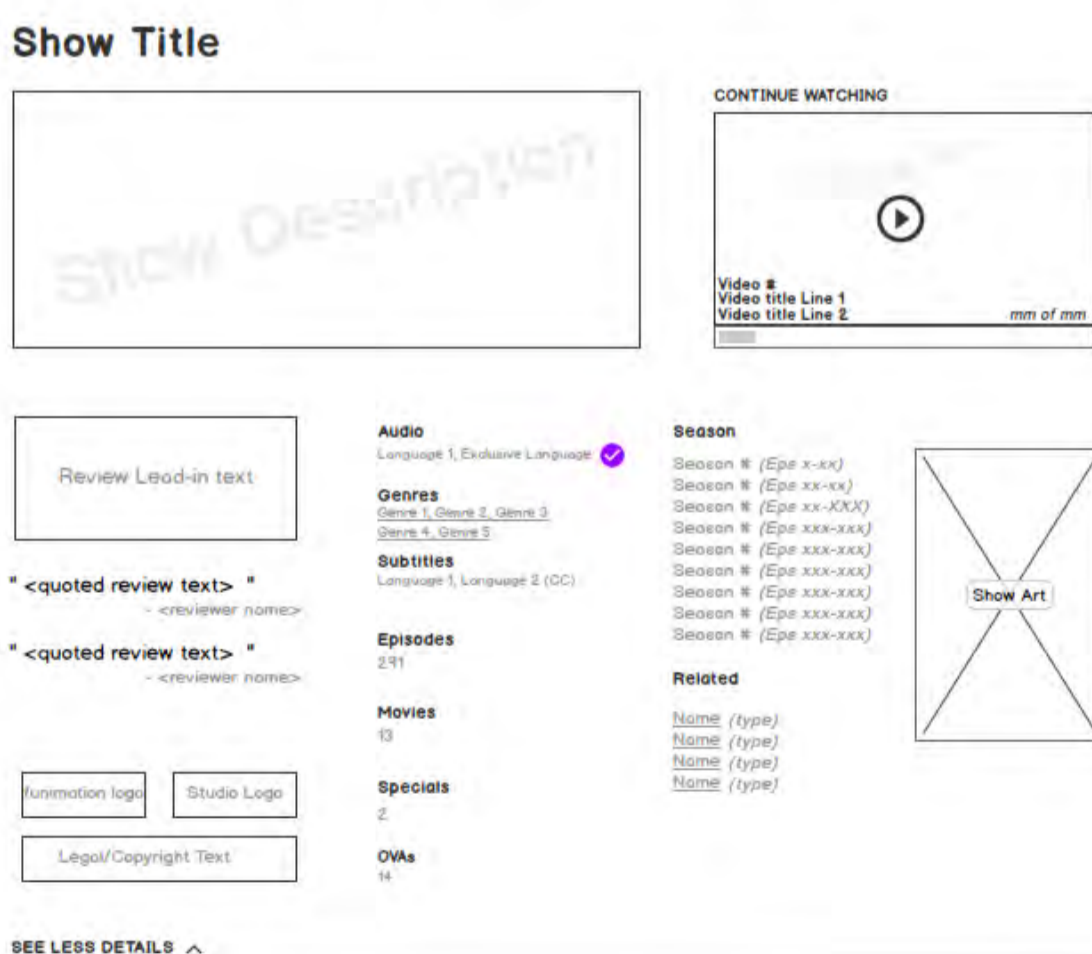 Show Title
Show Description
CONTINUE WATCHING
Video #
Video title Line 1
Video title Line 2
mm of mm
Review Lead-in text
" <quoted review text> "
- <reviewer name>
" <quoted review text> "
- <reviewer name>
funimation logo
Studio Logo
Legal/Copyright Text
Audio
Language 1, Exclusive Language
Genres
Genre 1, Genre 2, Genre 3
Genre 4, Genre 5
Subtitles
Language 1, Language 2 (CC)
Episodes
291
Movies
13
Specials
2
OVAs
14
Season
Season # (Eps x-xx)
Season # (Eps xx-xx)
Season # (Eps xx-XXX)
Season # (Eps xxx-xxx)
Season # (Eps xxx-xxx)
Season # (Eps xxx-xxx)
Season # (Eps xxx-xxx)
Season # (Eps xxx-xxx)
Season # (Eps xxx-xxx)
Related
Name (type)
Name (type)
Name (type)
Name (type)
Show Art
SEE LESS DETAILS